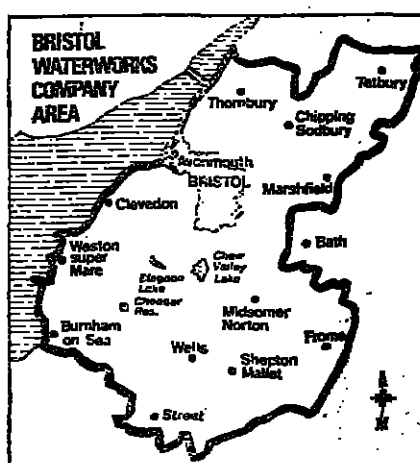 BRISTOL
WATERWORKS
COMPANY
AREA
Tetbury
Thornbury
Chipping
Sodbury
Avonmouth
BRISTOL
Marshfield
Clevedon
Bath
Weston
super
Mare
Chew
Valley
Lake
Lake
Cheddar
Res.
Midsomer
Norton
Burnham
on Sea
Frome
Wells
Shepton
Mallet
Street